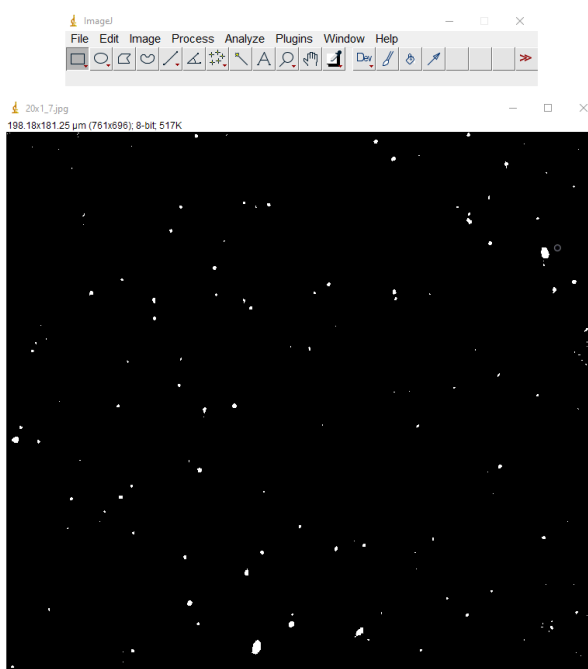 ImageJ
File Edit Image Process Analyze Plugins Window Help
A Dev
20x1_7.jpg
198.18x181.25 µm (761x696); 8-bit; 517K